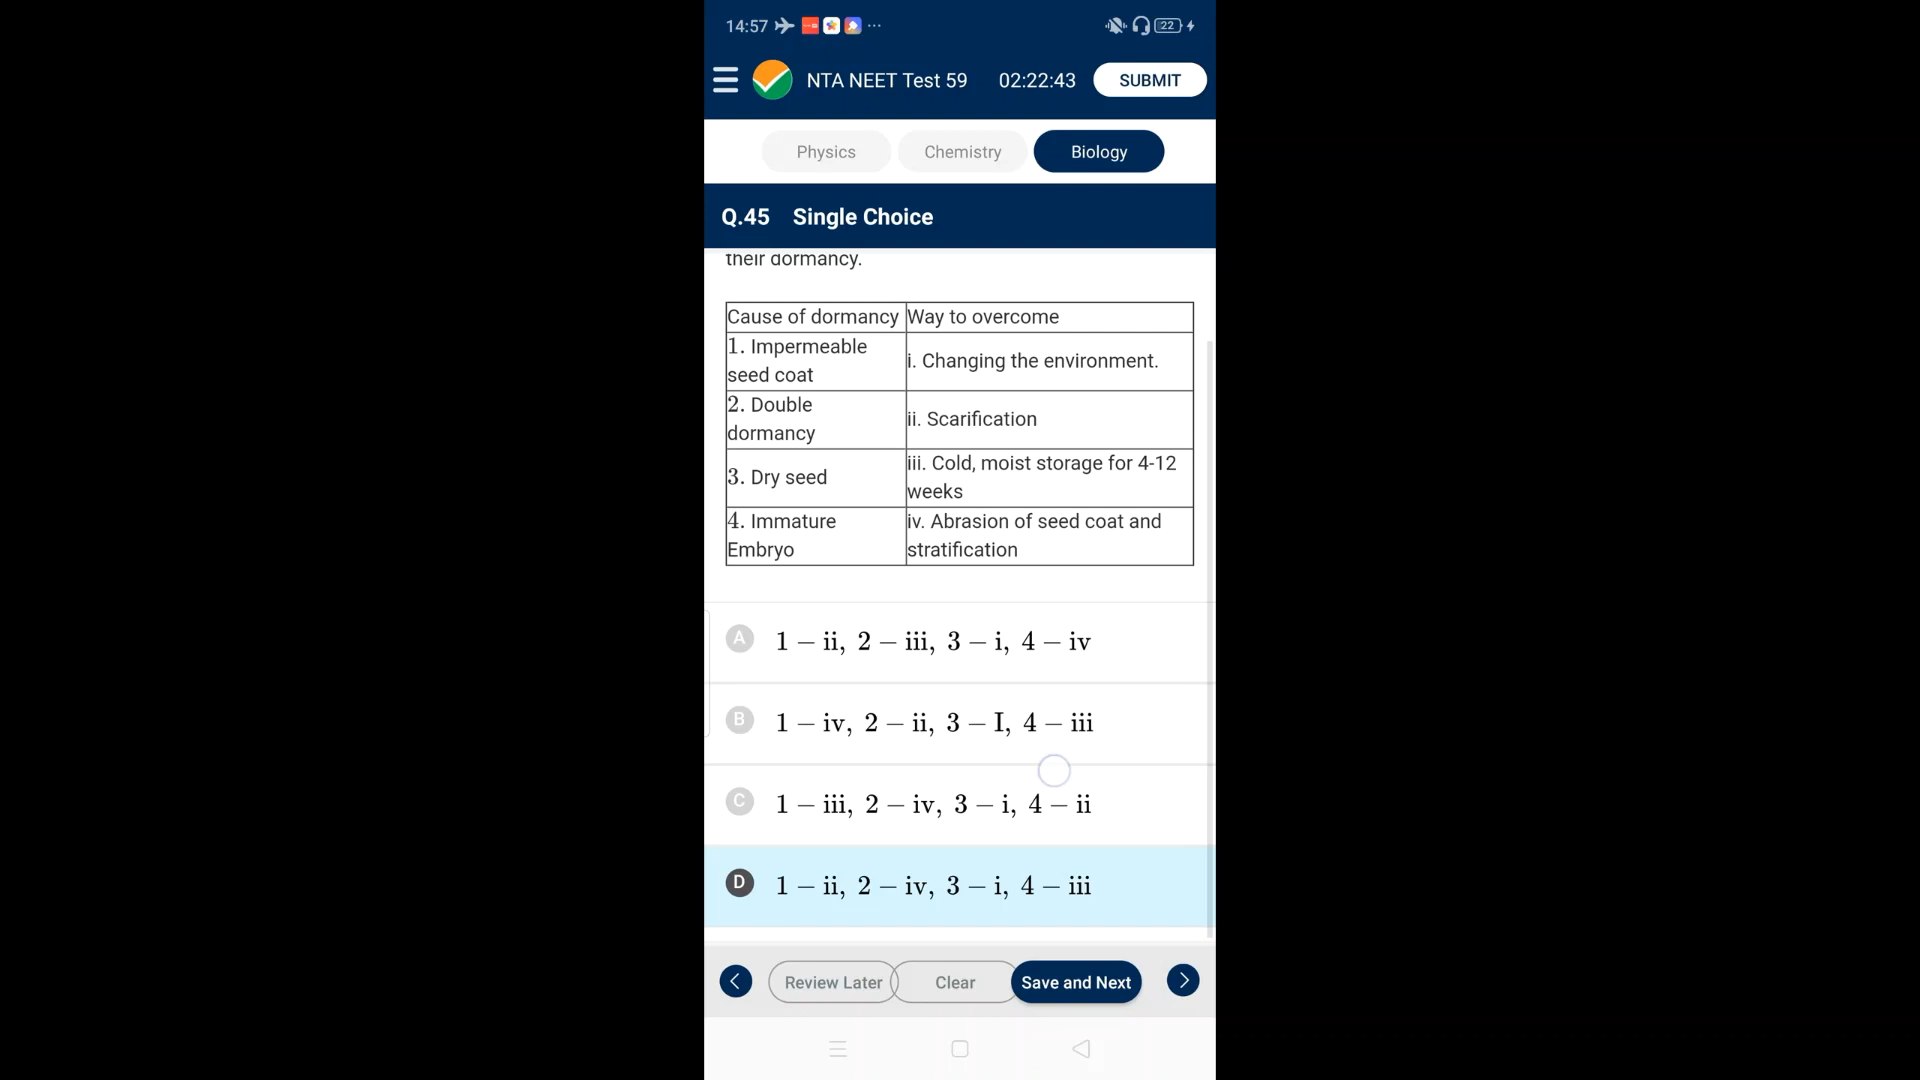 14:57 ... 22
NTA NEET Test 59 02:22:43 SUBMIT
Physics Chemistry Biology
Q.45 Single Choice
their dormancy.
Cause of dormancy Way to overcome
1. Impermeable
seed coat
i. Changing the environment.
2. Double
dormancy
ii. Scarification
3. Dry seed
iii. Cold, moist storage for 4-12
weeks
4. Immature
Embryo
iv. Abrasion of seed coat and
stratification
A 1 – ii, 2 – iii, 3 – i, 4 – iv
B 1 – iv, 2 – ii, 3 – I, 4 – iii
C 1 – iii, 2 – iv, 3 – i, 4 – ii
D 1 – ii, 2 – iv, 3 – i, 4 – iii
Review Later Clear Save and Next